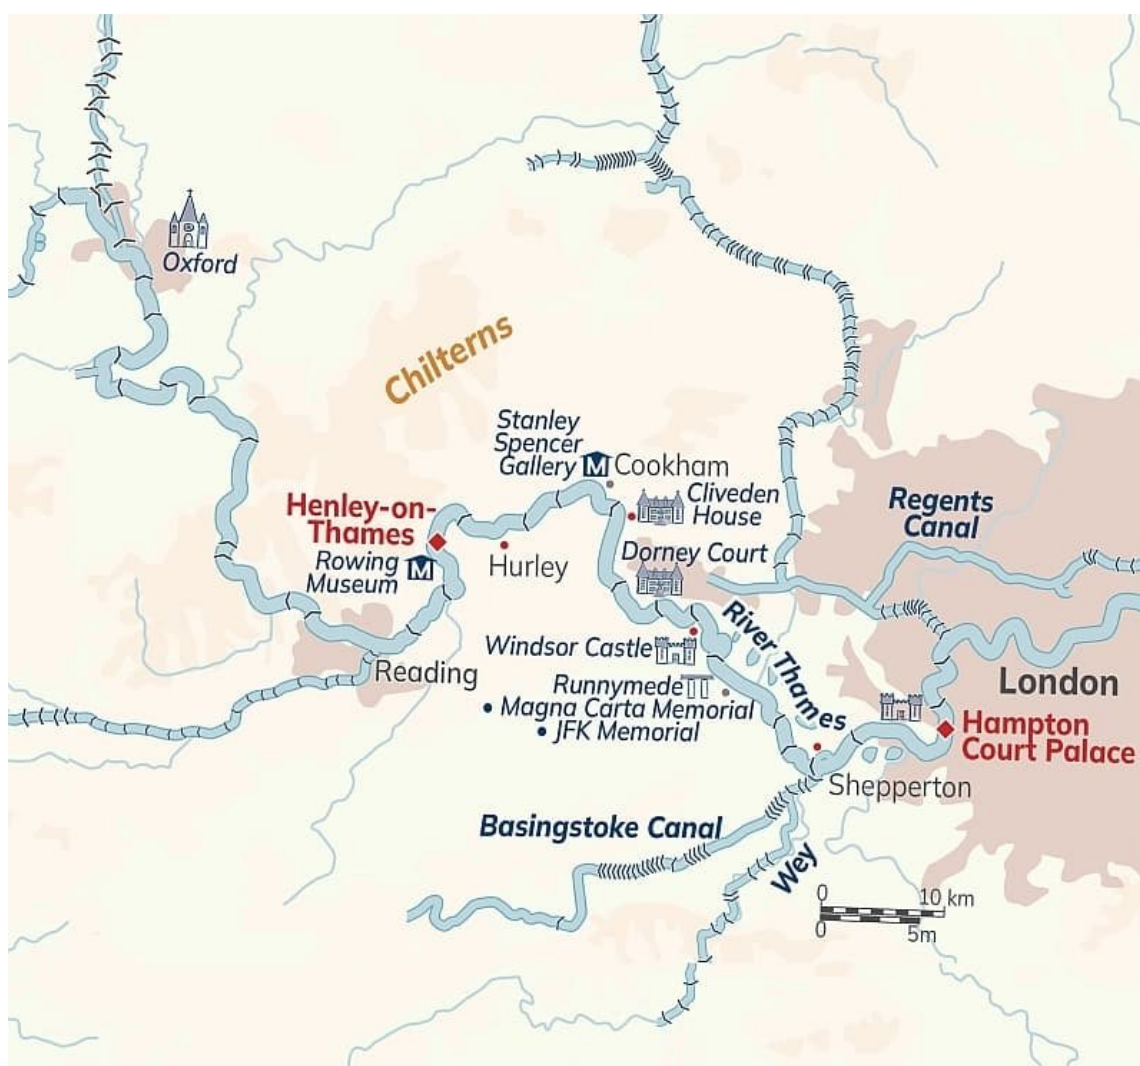 Oxford
Chilterns
Stanley
Spencer
Gallery
M
Cookham
Cliveden
House
Henley-on-
Thames
Rowing
Museum
M
Hurley
Dorney Court
Regents
Canal
River Thames
Windsor Castle
Reading
Runnymede
• Magna Carta Memorial
• JFK Memorial
London
Hampton
Court Palace
Shepperton
Basingstoke Canal
Wey
0 10 km
0 5m